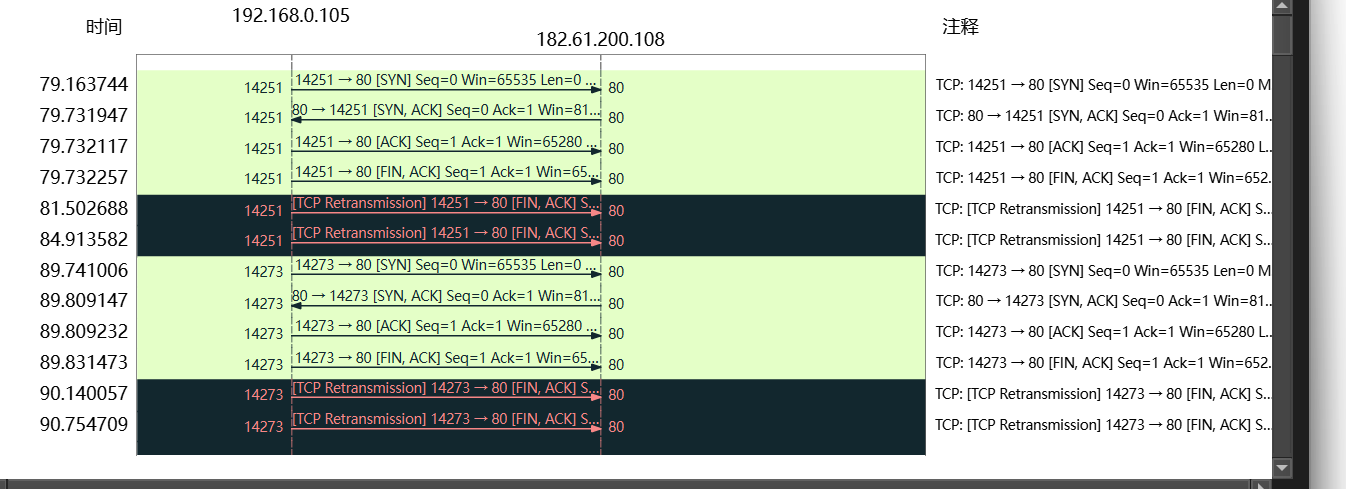 时间 192.168.0.105 182.61.200.108 注释
79.163744 14251 14251 → 80 [SYN] Seq=0 Win=65535 Len=0 ... 80 TCP: 14251 → 80 [SYN] Seq=0 Win=65535 Len=0 M
79.731947 14251 80 → 14251 [SYN, ACK] Seq=0 Ack=1 Win=81... 80 TCP: 80 → 14251 [SYN, ACK] Seq=0 Ack=1 Win=81...
79.732117 14251 14251 → 80 [ACK] Seq=1 Ack=1 Win=65280 ... 80 TCP: 14251 → 80 [ACK] Seq=1 Ack=1 Win=65280 L...
79.732257 14251 14251 → 80 [FIN, ACK] Seq=1 Ack=1 Win=65... 80 TCP: 14251 → 80 [FIN, ACK] Seq=1 Ack=1 Win=652...
81.502688 14251 [TCP Retransmission] 14251 → 80 [FIN, ACK] S... 80 TCP: [TCP Retransmission] 14251 → 80 [FIN, ACK] S...
84.913582 14251 [TCP Retransmission] 14251 → 80 [FIN, ACK] S... 80 TCP: [TCP Retransmission] 14251 → 80 [FIN, ACK] S...
89.741006 14273 14273 → 80 [SYN] Seq=0 Win=65535 Len=0 ... 80 TCP: 14273 → 80 [SYN] Seq=0 Win=65535 Len=0 M
89.809147 14273 80 → 14273 [SYN, ACK] Seq=0 Ack=1 Win=81... 80 TCP: 80 → 14273 [SYN, ACK] Seq=0 Ack=1 Win=81...
89.809232 14273 14273 → 80 [ACK] Seq=1 Ack=1 Win=65280 ... 80 TCP: 14273 → 80 [ACK] Seq=1 Ack=1 Win=65280 L...
89.831473 14273 14273 → 80 [FIN, ACK] Seq=1 Ack=1 Win=65... 80 TCP: 14273 → 80 [FIN, ACK] Seq=1 Ack=1 Win=652...
90.140057 14273 [TCP Retransmission] 14273 → 80 [FIN, ACK] S... 80 TCP: [TCP Retransmission] 14273 → 80 [FIN, ACK] S...
90.754709 14273 [TCP Retransmission] 14273 → 80 [FIN, ACK] S... 80 TCP: [TCP Retransmission] 14273 → 80 [FIN, ACK] S...